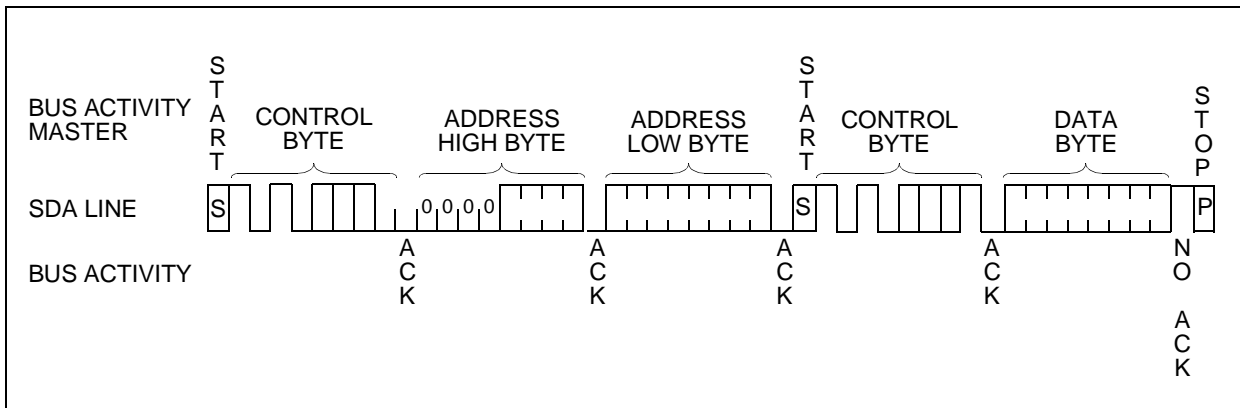 BUS ACTIVITY
MASTER
START
CONTROL
BYTE
ADDRESS
HIGH BYTE
ADDRESS
LOW BYTE
START
CONTROL
BYTE
DATA
BYTE
STOP
SDA LINE
S
0 0 0 0
S
P
BUS ACTIVITY
ACK
ACK
ACK
ACK
NO ACK